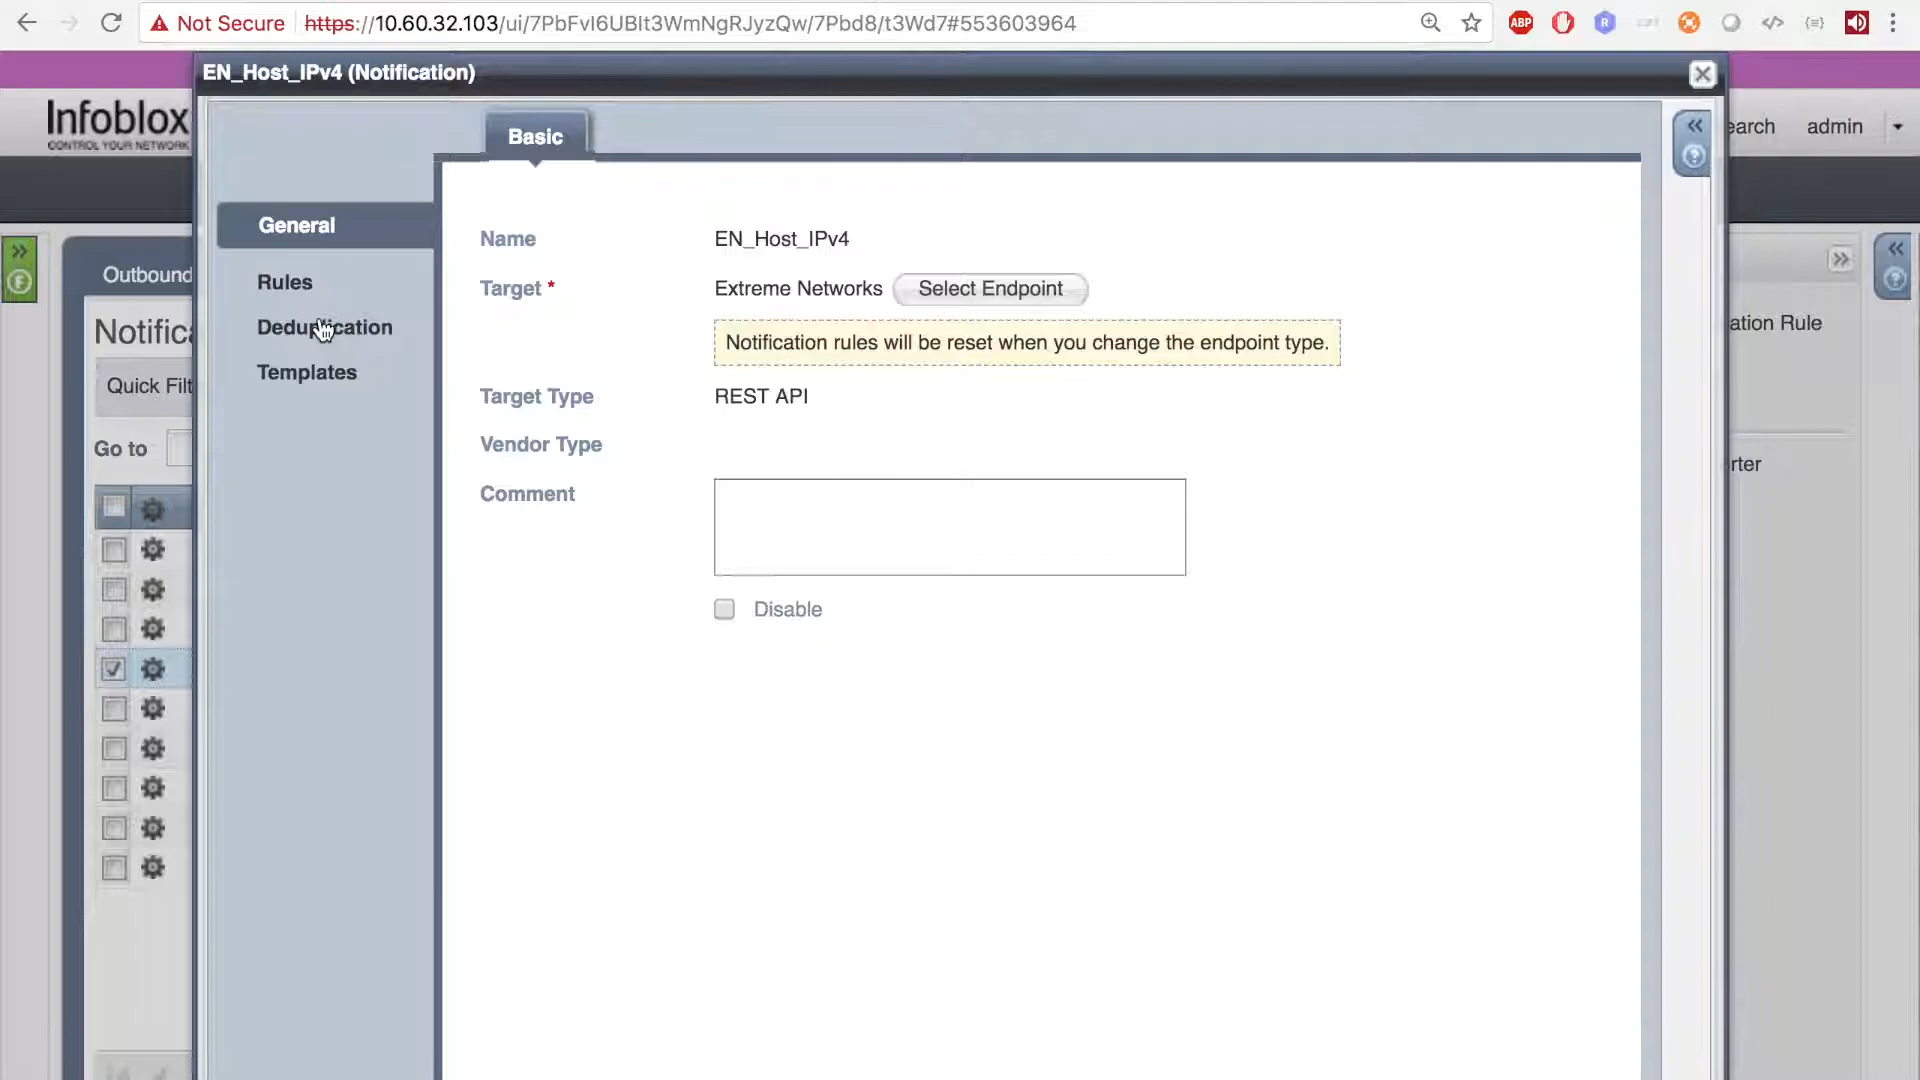 Not Secure https://10.60.32.103/ui/7PbFvI6UBIt3WmNgRJyzQw/7Pbd8/t3Wd7#553603964
ABP
EN_Host_IPv4 (Notification)
Infoblox
CONTROL YOUR NETWORK
earch admin
Basic
General
Rules
Deduplication
Templates
Name EN_Host_IPv4
Target * Extreme Networks Select Endpoint
Notification rules will be reset when you change the endpoint type.
Target Type REST API
Vendor Type
Comment
Disable
Outbound
Notifica
Quick Filt
Go to
ation Rule
rter